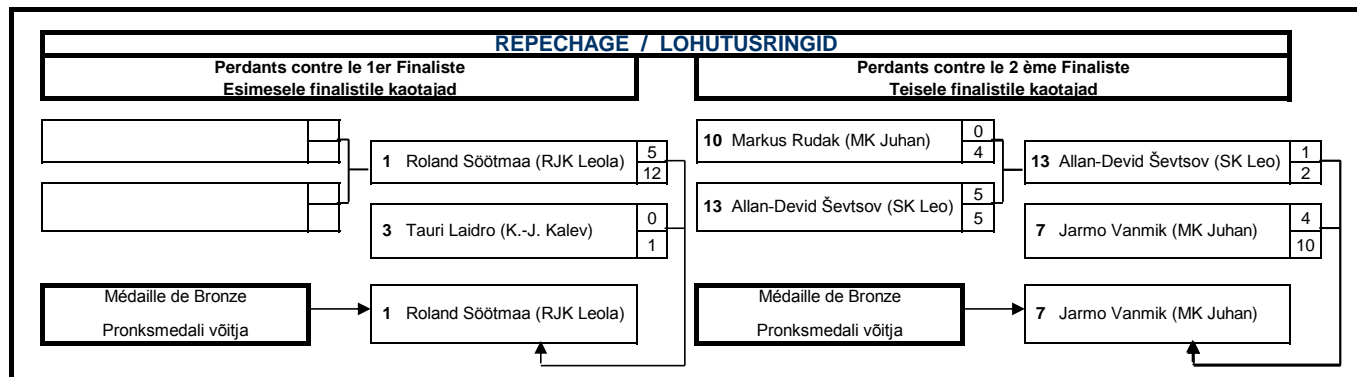 REPECHAGE / LOHUTUSRINGID
Perdants contre le 1er Finaliste
Esimesele finalistile kaotajad
Perdants contre le 2 ème Finaliste
Teisele finalistile kaotajad
1 Roland Söötmaa (RJK Leola) 5
12
3 Tauri Laidro (K.-J. Kalev) 0
1
Médaille de Bronze
Pronksmedali võitja
1 Roland Söötmaa (RJK Leola)
10 Markus Rudak (MK Juhan) 0
4
13 Allan-Devid Ševtsov (SK Leo) 5
5
13 Allan-Devid Ševtsov (SK Leo) 1
2
7 Jarmo Vanmik (MK Juhan) 4
10
Médaille de Bronze
Pronksmedali võitja
7 Jarmo Vanmik (MK Juhan)